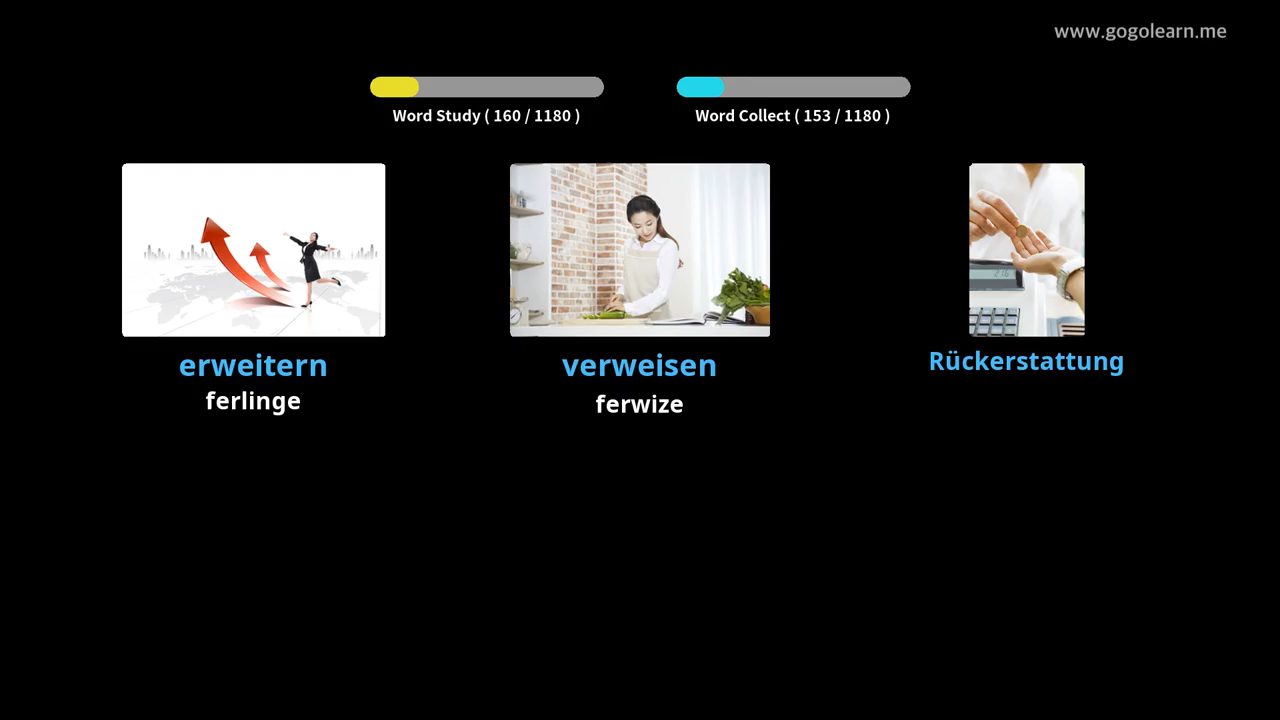 www.gogolearn.me
Word Study ( 160 / 1180 )
Word Collect ( 153 / 1180 )
erweitern
ferlinge
verweisen
ferwize
Rückerstattung